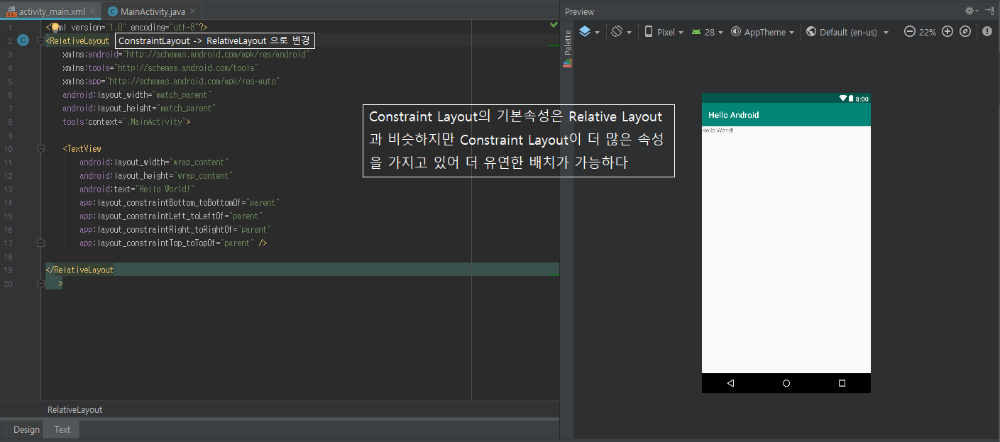 activity_main.xml
MainActivity.java
Preview
1 <?xml version="1.0" encoding="utf-8"?>
2 <RelativeLayout
ConstraintLayout -> RelativeLayout 으로 변경
3 xmlns:android="http://schemas.android.com/apk/res/android"
4 xmlns:tools="http://schemas.android.com/tools"
5 xmlns:app="http://schemas.android.com/apk/res-auto"
6 android:layout_width="match_parent"
7 android:layout_height="match_parent"
8 tools:context=".MainActivity">
9
10 <TextView
11 android:layout_width="wrap_content"
12 android:layout_height="wrap_content"
13 android:text="Hello World!"
14 app:layout_constraintBottom_toBottomOf="parent"
15 app:layout_constraintLeft_toLeftOf="parent"
16 app:layout_constraintRight_toRightOf="parent"
17 app:layout_constraintTop_toTopOf="parent" />
18
19 </RelativeLayout
20 >
Constraint Layout의 기본속성은 Relative Layout
과 비슷하지만 Constraint Layout이 더 많은 속성
을 가지고 있어 더 유연한 배치가 가능하다
RelativeLayout
Design Text
Palette
Pixel 28 AppTheme Default (en-us) 22%
8:00
Hello Android
Hello World!